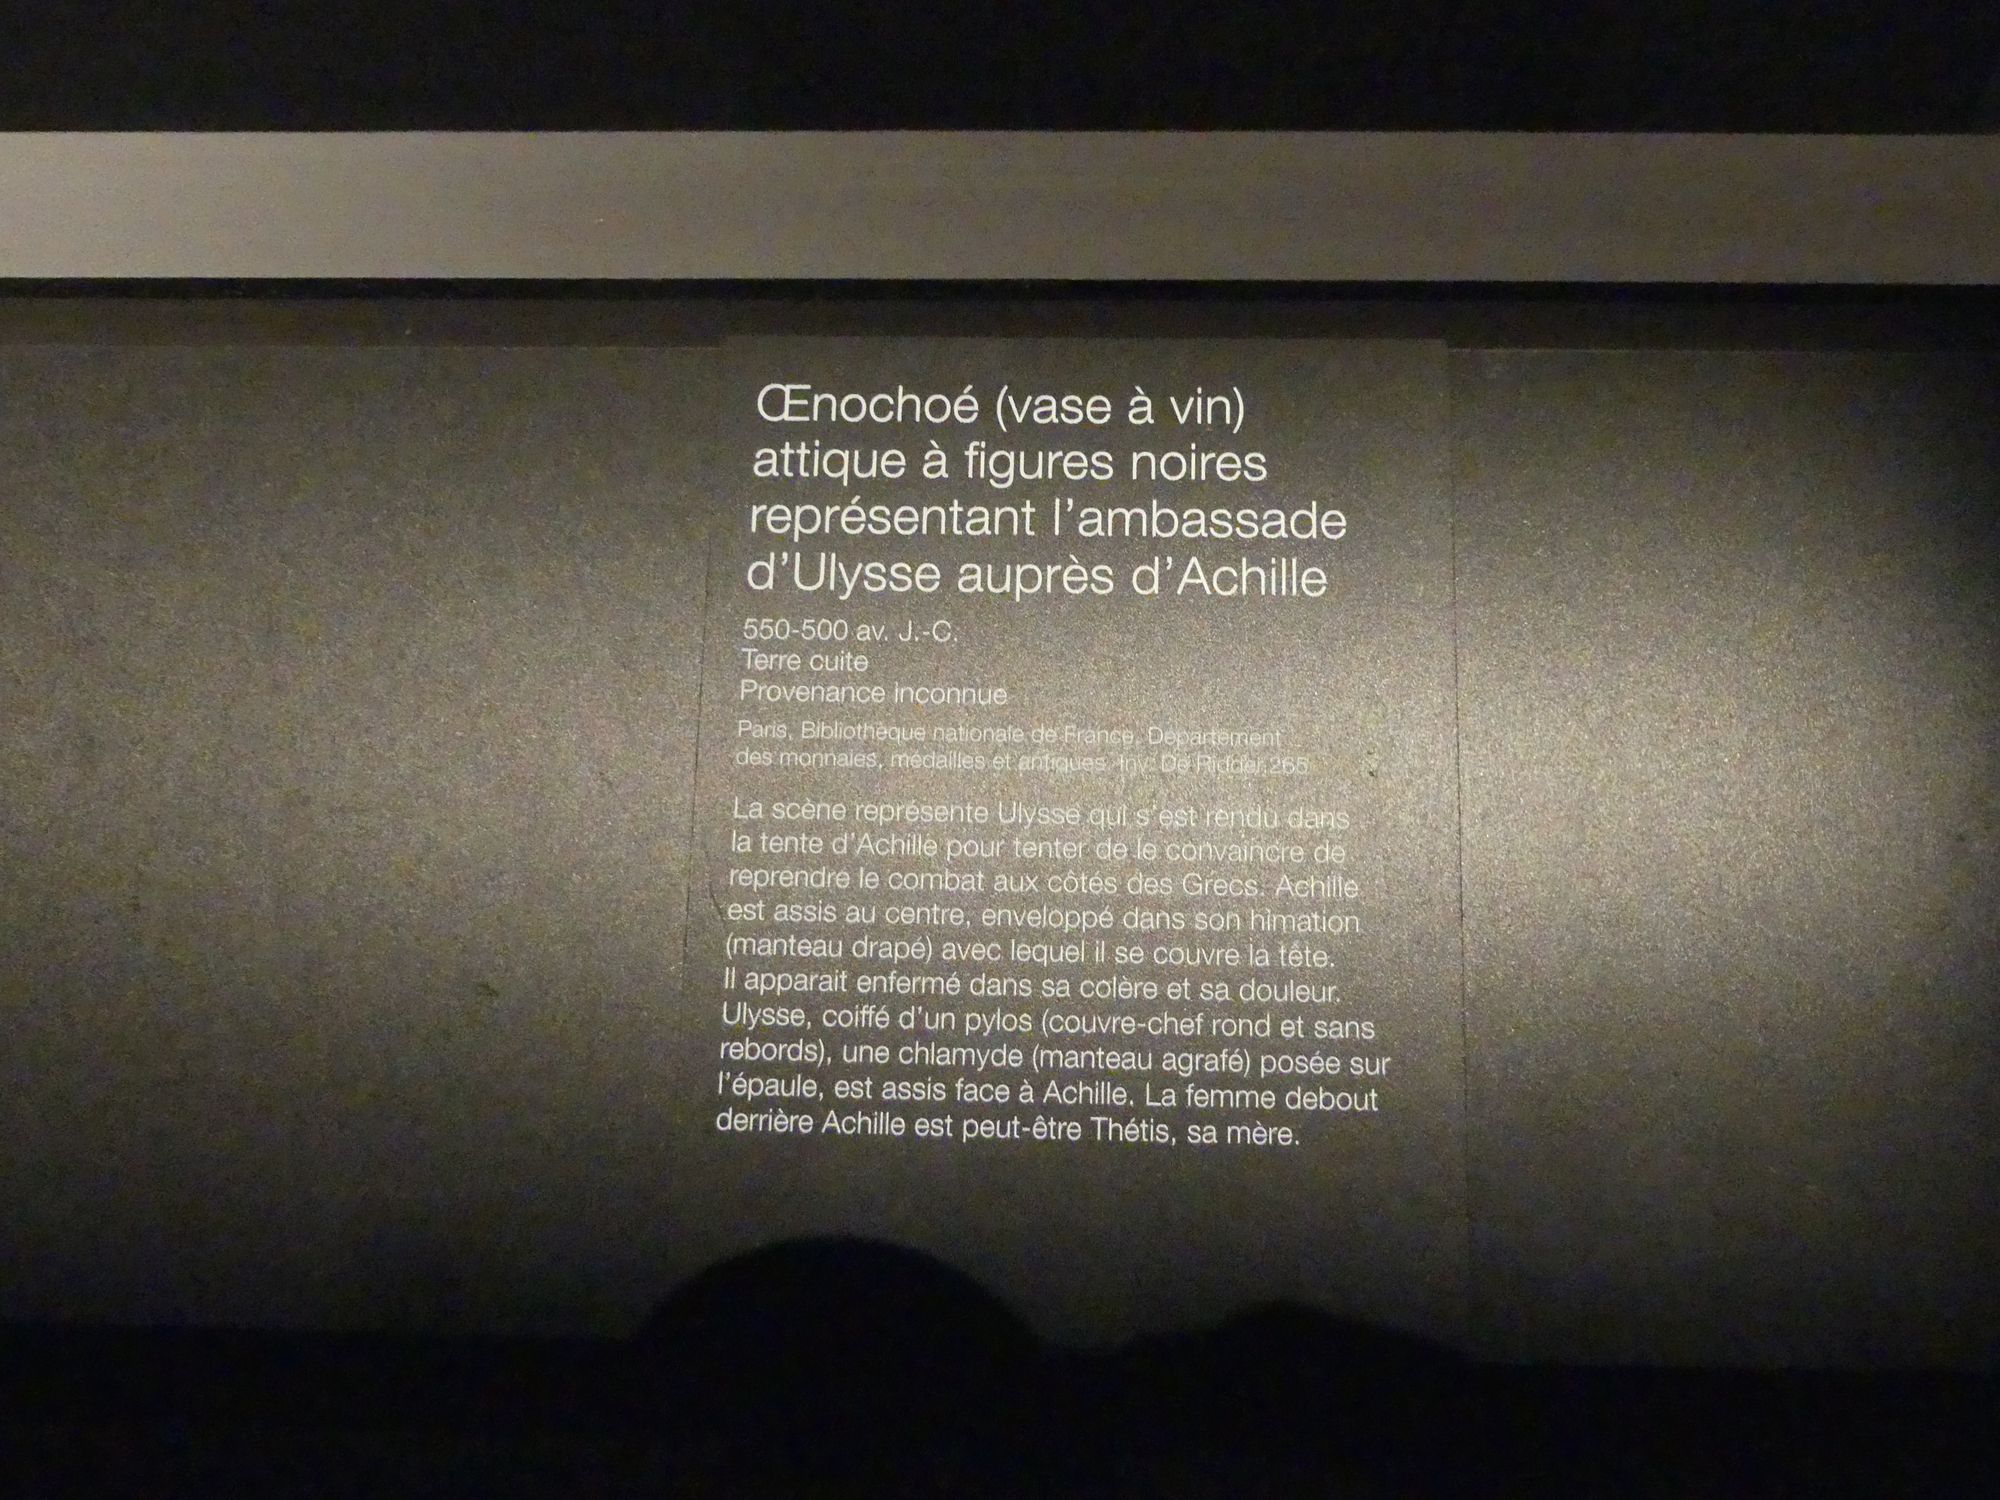 Œnochoé (vase à vin)
attique à figures noires
représentant l'ambassade
d'Ulysse auprès d'Achille
550-500 av. J.-C.
Terre cuite
Provenance inconnue
Paris, Bibliothèque nationale de France, Département
des monnaies, médailles et antiques, Inv. De Ridder.265
La scène représente Ulysse qui s'est rendu dans
la tente d'Achille pour tenter de le convaincre de
reprendre le combat aux côtés des Grecs. Achille
est assis au centre, enveloppé dans son himation
(manteau drapé) avec lequel il se couvre la tête.
Il apparait enfermé dans sa colère et sa douleur.
Ulysse, coiffé d'un pylos (couvre-chef rond et sans
rebords), une chlamyde (manteau agrafé) posée sur
l'épaule, est assis face à Achille. La femme debout
derrière Achille est peut-être Thétis, sa mère.